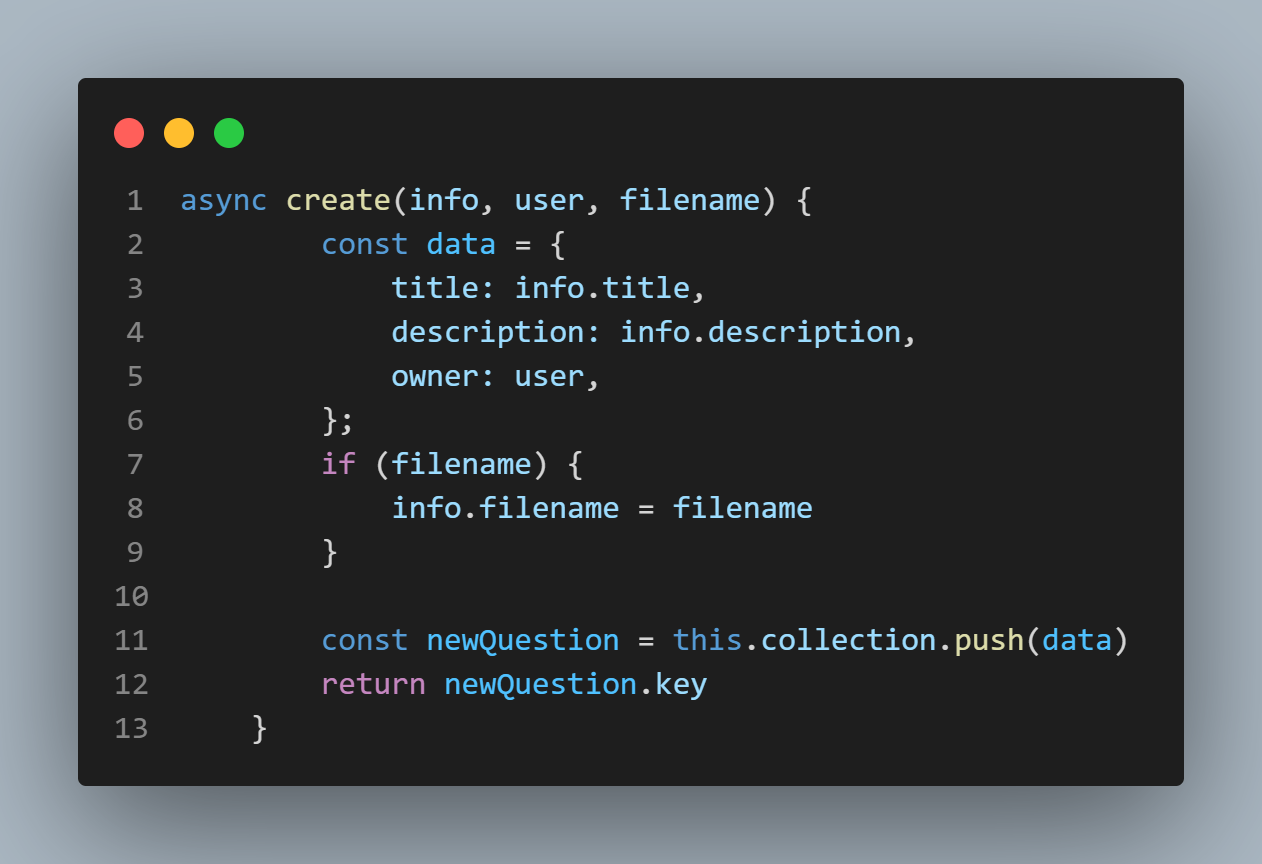 1 async create(info, user, filename) {
2         const data = {
3             title: info.title,
4             description: info.description,
5             owner: user,
6         };
7         if (filename) {
8             info.filename = filename
9         }
10
11         const newQuestion = this.collection.push(data)
12         return newQuestion.key
13     }